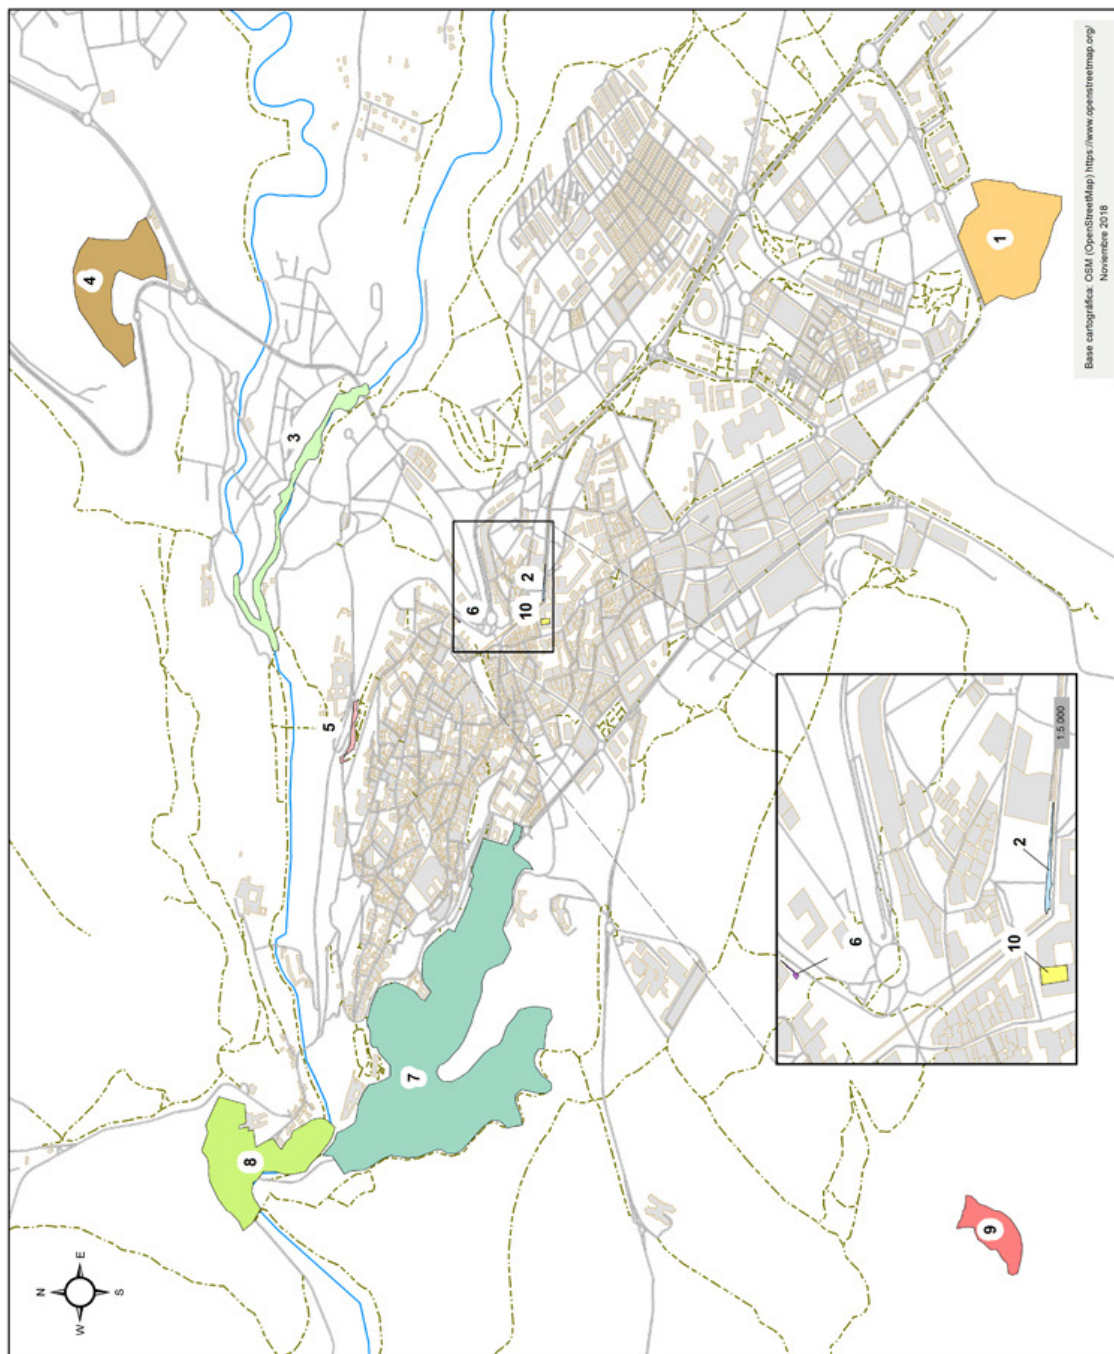 N
W
E
S
8
7
9
5
4
3
6
10
2
1
6
10
2
1:5.000
Base cartográfica: OSM (OpenStreetMap) https://www.openstreetmap.org/
Noviembre 2018